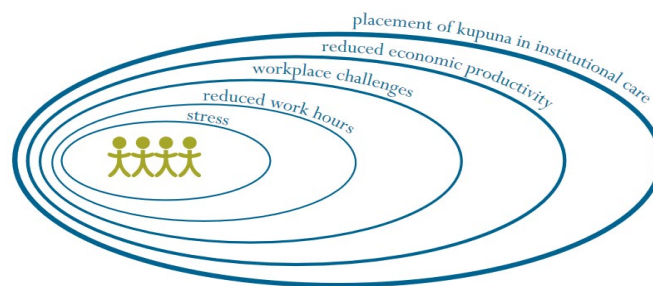 placement of kupuna in institutional care
reduced economic productivity
workplace challenges
reduced work hours
stress